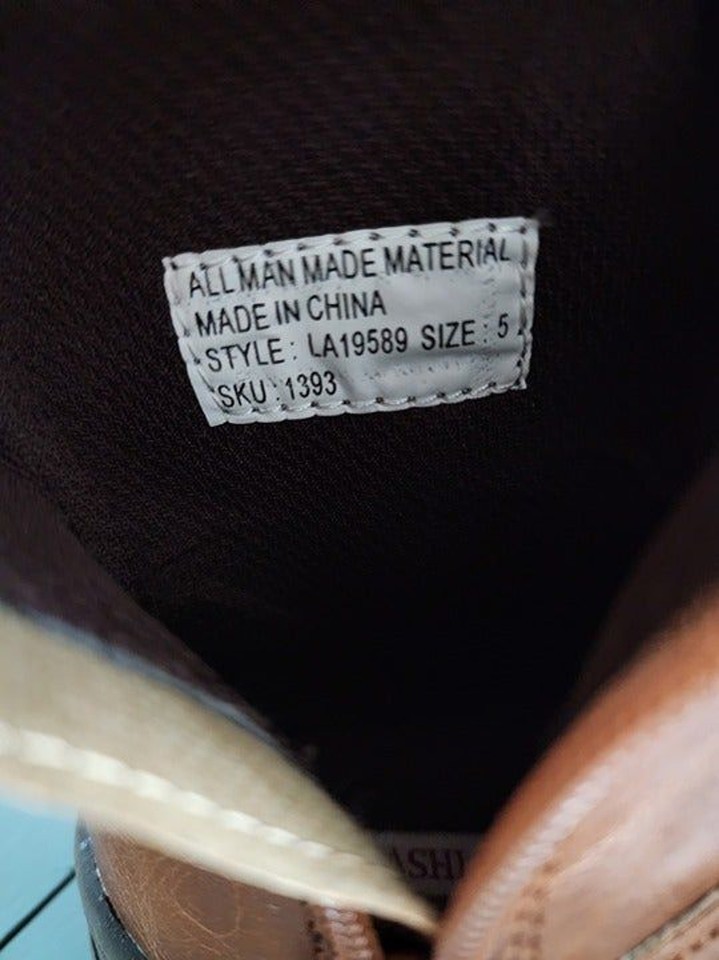 ALL MAN MADE MATERIAL
MADE IN CHINA
STYLE: LA19589 SIZE: 5
SKU:1393